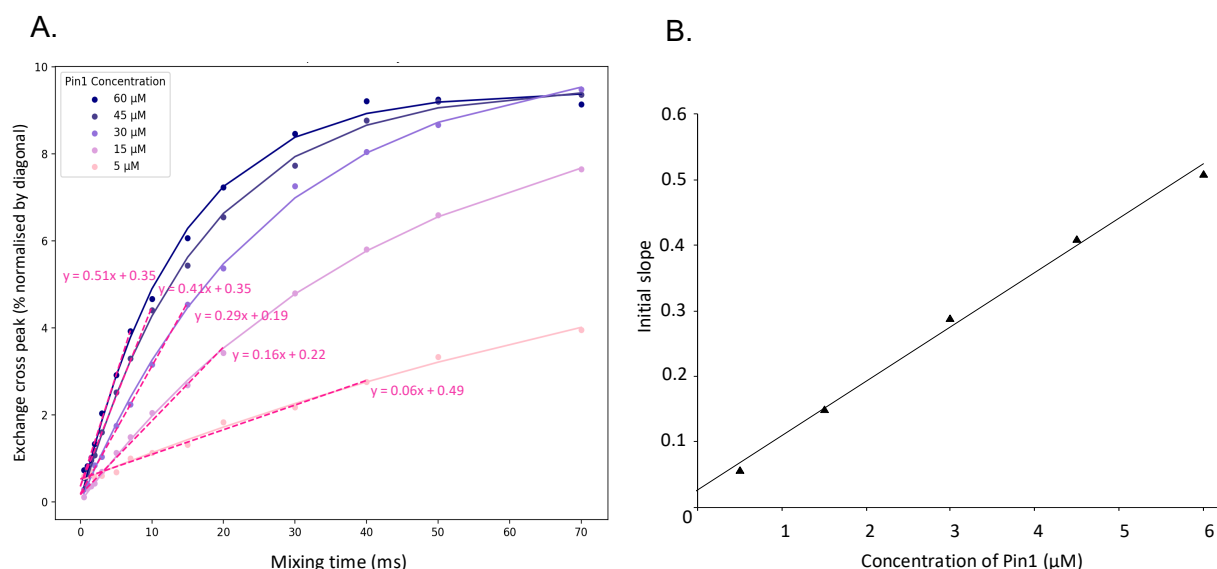 A.
B.
10
8
6
4
2
0
Exchange cross peak (% normalised by diagonal)
Pin1 Concentration
60 µM
45 µM
30 µM
15 µM
5 µM
y = 0.51x + 0.35
y = 0.41x + 0.35
y = 0.29x + 0.19
y = 0.16x + 0.22
y = 0.06x + 0.49
0 10 20 30 40 50 60 70
Mixing time (ms)
0.6
0.5
0.4
0.3
0.2
0.1
0
Initial slope
1 2 3 4 5 6
Concentration of Pin1 (µM)